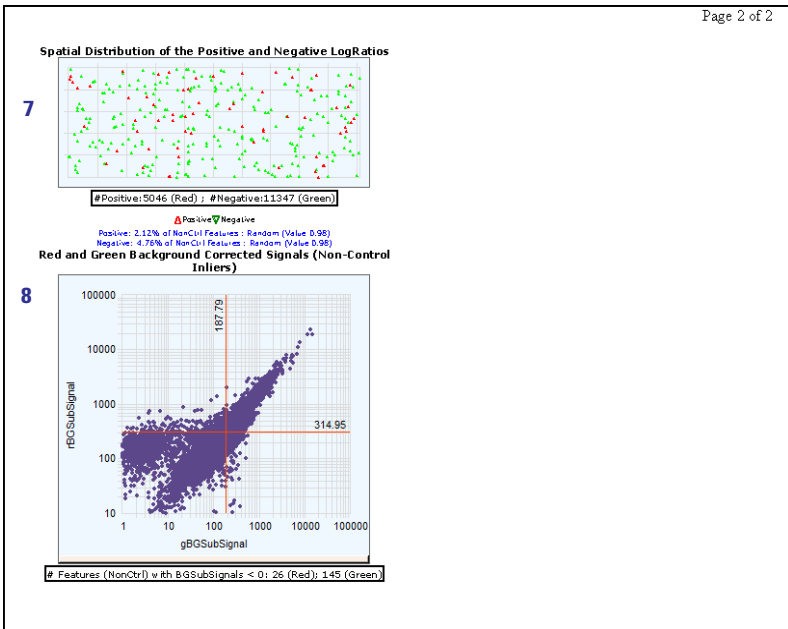 Page 2 of 2
Spatial Distribution of the Positive and Negative LogRatios
7
#Positive:5046 (Red) ; #Negative:11347 (Green)
Positive Negative
Positive: 2.12% of NonCtrl Features : Random (Value 0.98)
Negative: 4.76% of NonCtrl Features : Random (Value 0.98)
Red and Green Background Corrected Signals (Non-Control
Inliers)
8
100000
187.79
10000
1000
rBGSubSignal
314.95
100
10
1 10 100 1000 10000 100000
gBGSubSignal
# Features (NonCtrl) with BGSubSignals < 0: 26 (Red); 145 (Green)